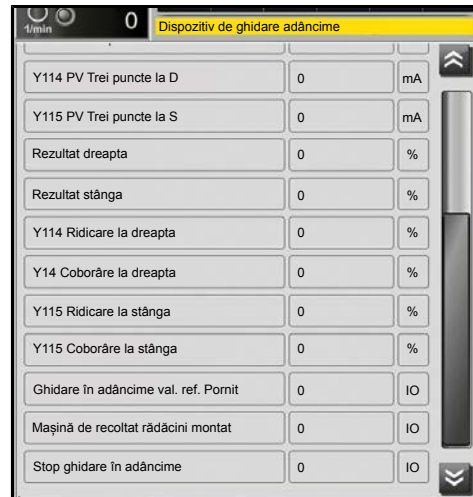 1/min 0 Dispozitiv de ghidare adâncime
Y114 PV Trei puncte la D 0 mA
Y115 PV Trei puncte la S 0 mA
Rezultat dreapta 0 %
Rezultat stânga 0 %
Y114 Ridicare la dreapta 0 %
Y14 Coborâre la dreapta 0 %
Y115 Ridicare la stânga 0 %
Y115 Coborâre la stânga 0 %
Ghidare în adâncime val. ref. Pornit 0 IO
Mașină de recoltat rădăcini montat 0 IO
Stop ghidare în adâncime 0 IO